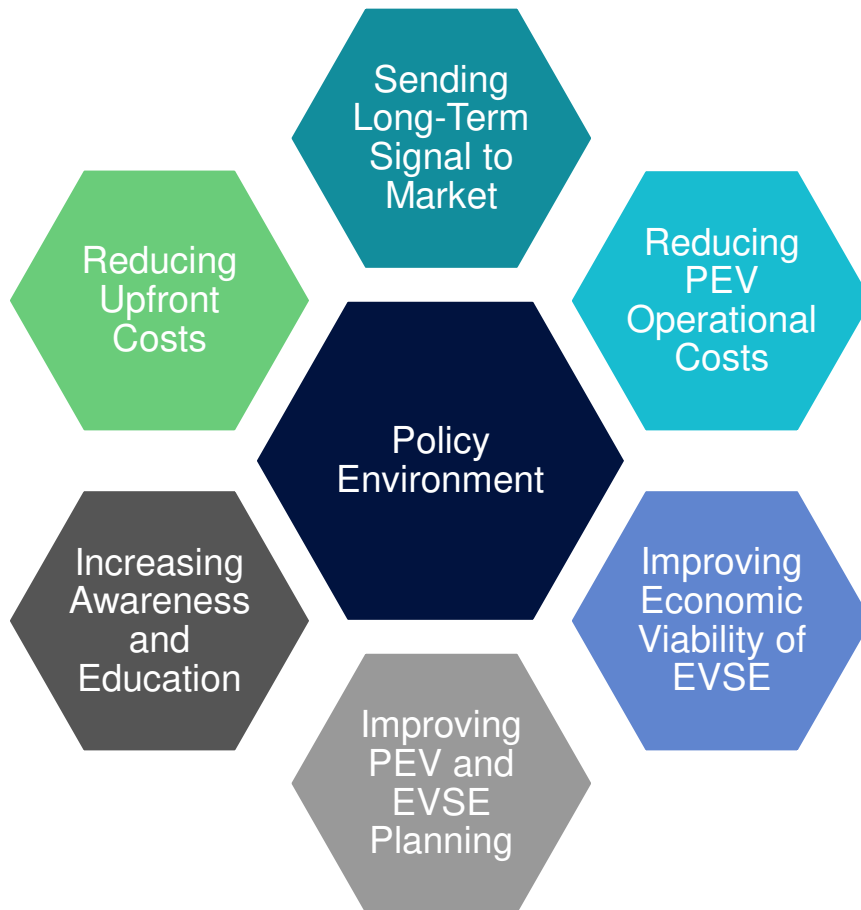 Sending
Long-Term
Signal to
Market
Reducing
Upfront
Costs
Reducing
PEV
Operational
Costs
Policy
Environment
Increasing
Awareness
and
Education
Improving
Economic
Viability of
EVSE
Improving
PEV and
EVSE
Planning